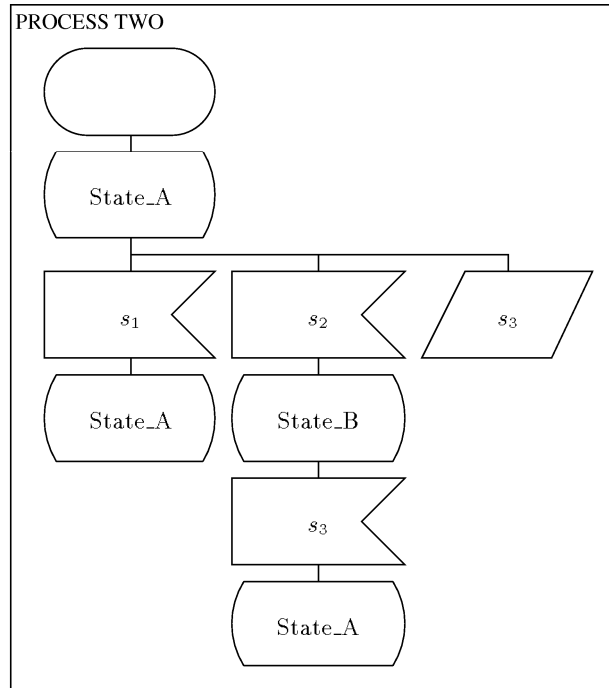 PROCESS TWO
State_A
s₁ s₂ s₃
State_A State_B
s₃
State_A